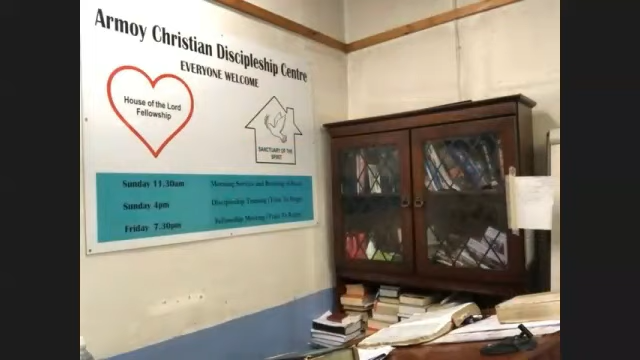 Armoy Christian Discipleship Centre
EVERYONE WELCOME
House of the Lord
Fellowship
SANCTUARY OF THE
SPIRIT
Sunday 11.30am Morning Service and Breaking of Bread
Sunday 4pm Discipleship Training
Friday 7.30pm Fellowship Meeting